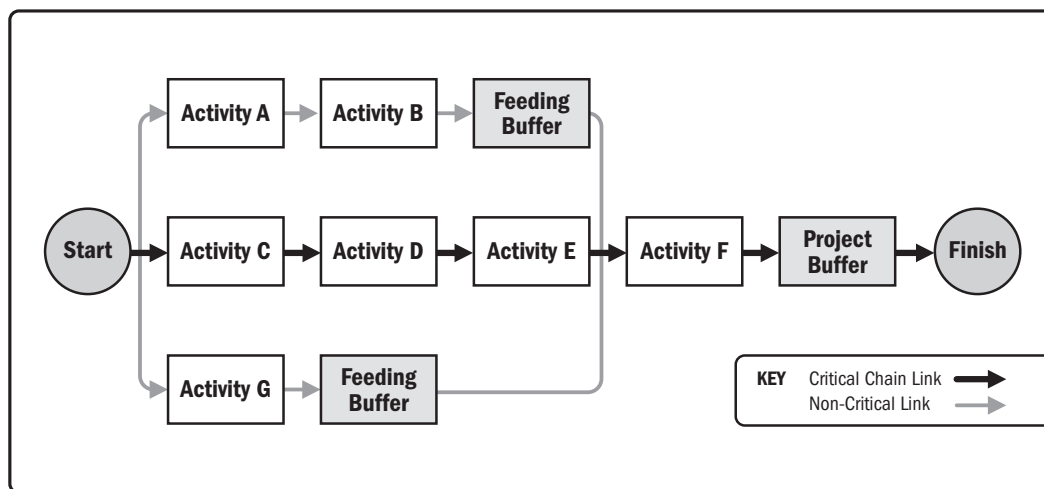 Activity A
Activity B
Feeding
Buffer
Start
Activity C
Activity D
Activity E
Activity F
Project
Buffer
Finish
Activity G
Feeding
Buffer
KEY Critical Chain Link
Non-Critical Link